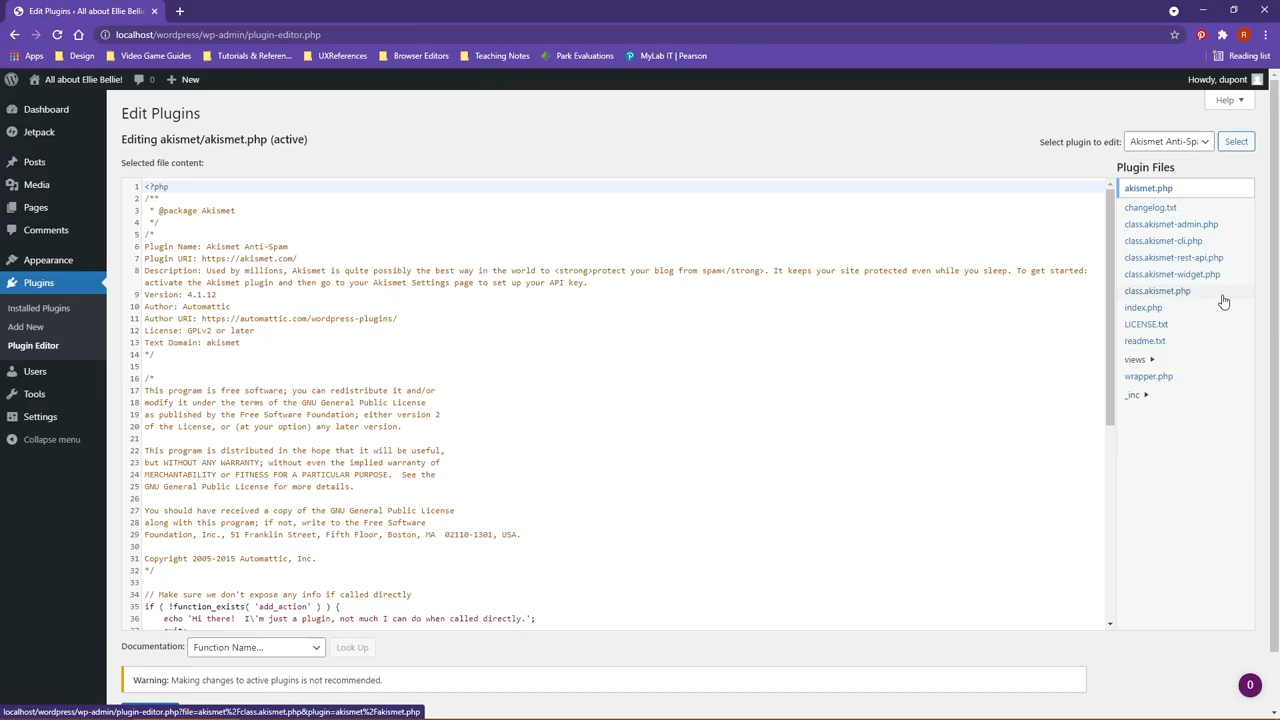 Edit Plugins ‹ All about Ellie Bellie!
localhost/wordpress/wp-admin/plugin-editor.php
Apps
Design
Video Game Guides
Tutorials & Referen...
UXReferences
Browser Editors
Teaching Notes
Park Evaluations
MyLab IT | Pearson
Reading list
All about Ellie Bellie!
0
New
Howdy, dupont
Dashboard
Jetpack
Posts
Media
Pages
Comments
Appearance
Plugins
Installed Plugins
Add New
Plugin Editor
Users
Tools
Settings
Collapse menu
Edit Plugins
Help
Editing akismet/akismet.php (active)
Select plugin to edit:
Akismet Anti-Sp
Select
Selected file content:
1 <?php
2 /**
3 * @package Akismet
4 */
5 /*
6 Plugin Name: Akismet Anti-Spam
7 Plugin URI: https://akismet.com/
8 Description: Used by millions, Akismet is quite possibly the best way in the world to <strong>protect your blog from spam</strong>. It keeps your site protected even while you sleep. To get started:
activate the Akismet plugin and then go to your Akismet Settings page to set up your API key.
9 Version: 4.1.12
10 Author: Automattic
11 Author URI: https://automattic.com/wordpress-plugins/
12 License: GPLv2 or later
13 Text Domain: akismet
14 */
15
16 /*
17 This program is free software; you can redistribute it and/or
18 modify it under the terms of the GNU General Public License
19 as published by the Free Software Foundation; either version 2
20 of the License, or (at your option) any later version.
21
22 This program is distributed in the hope that it will be useful,
23 but WITHOUT ANY WARRANTY; without even the implied warranty of
24 MERCHANTABILITY or FITNESS FOR A PARTICULAR PURPOSE.  See the
25 GNU General Public License for more details.
26
27 You should have received a copy of the GNU General Public License
28 along with this program; if not, write to the Free Software
29 Foundation, Inc., 51 Franklin Street, Fifth Floor, Boston, MA  02110-1301, USA.
30
31 Copyright 2005-2015 Automattic, Inc.
32 */
33
34 // Make sure we don't expose any info if called directly
35 if ( !function_exists( 'add_action' ) ) {
36 echo 'Hi there!  I\'m just a plugin, not much I can do when called directly.';
Plugin Files
akismet.php
changelog.txt
class.akismet-admin.php
class.akismet-cli.php
class.akismet-rest-api.php
class.akismet-widget.php
class.akismet.php
index.php
LICENSE.txt
readme.txt
views
wrapper.php
_inc
Documentation:
Function Name...
Look Up
Warning: Making changes to active plugins is not recommended.
0
localhost/wordpress/wp-admin/plugin-editor.php?file=akismet%2Fclass.akismet.php&plugin=akismet%2Fakismet.php